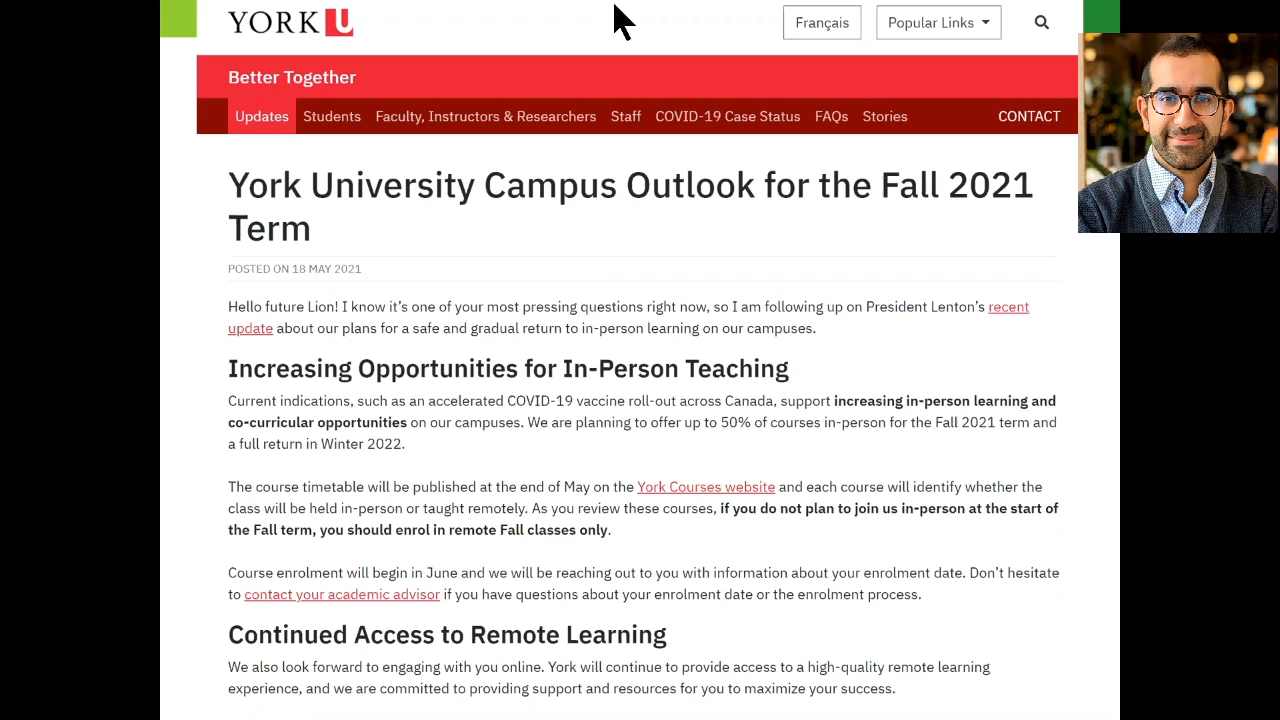 YORK U
Français
Popular Links
Better Together
Updates Students Faculty, Instructors & Researchers Staff COVID-19 Case Status FAQs Stories CONTACT
York University Campus Outlook for the Fall 2021
Term
POSTED ON 18 MAY 2021
Hello future Lion! I know it’s one of your most pressing questions right now, so I am following up on President Lenton’s recent
update about our plans for a safe and gradual return to in-person learning on our campuses.
Increasing Opportunities for In-Person Teaching
Current indications, such as an accelerated COVID-19 vaccine roll-out across Canada, support increasing in-person learning and
co-curricular opportunities on our campuses. We are planning to offer up to 50% of courses in-person for the Fall 2021 term and
a full return in Winter 2022.
The course timetable will be published at the end of May on the York Courses website and each course will identify whether the
class will be held in-person or taught remotely. As you review these courses, if you do not plan to join us in-person at the start of
the Fall term, you should enrol in remote Fall classes only.
Course enrolment will begin in June and we will be reaching out to you with information about your enrolment date. Don’t hesitate
to contact your academic advisor if you have questions about your enrolment date or the enrolment process.
Continued Access to Remote Learning
We also look forward to engaging with you online. York will continue to provide access to a high-quality remote learning
experience, and we are committed to providing support and resources for you to maximize your success.